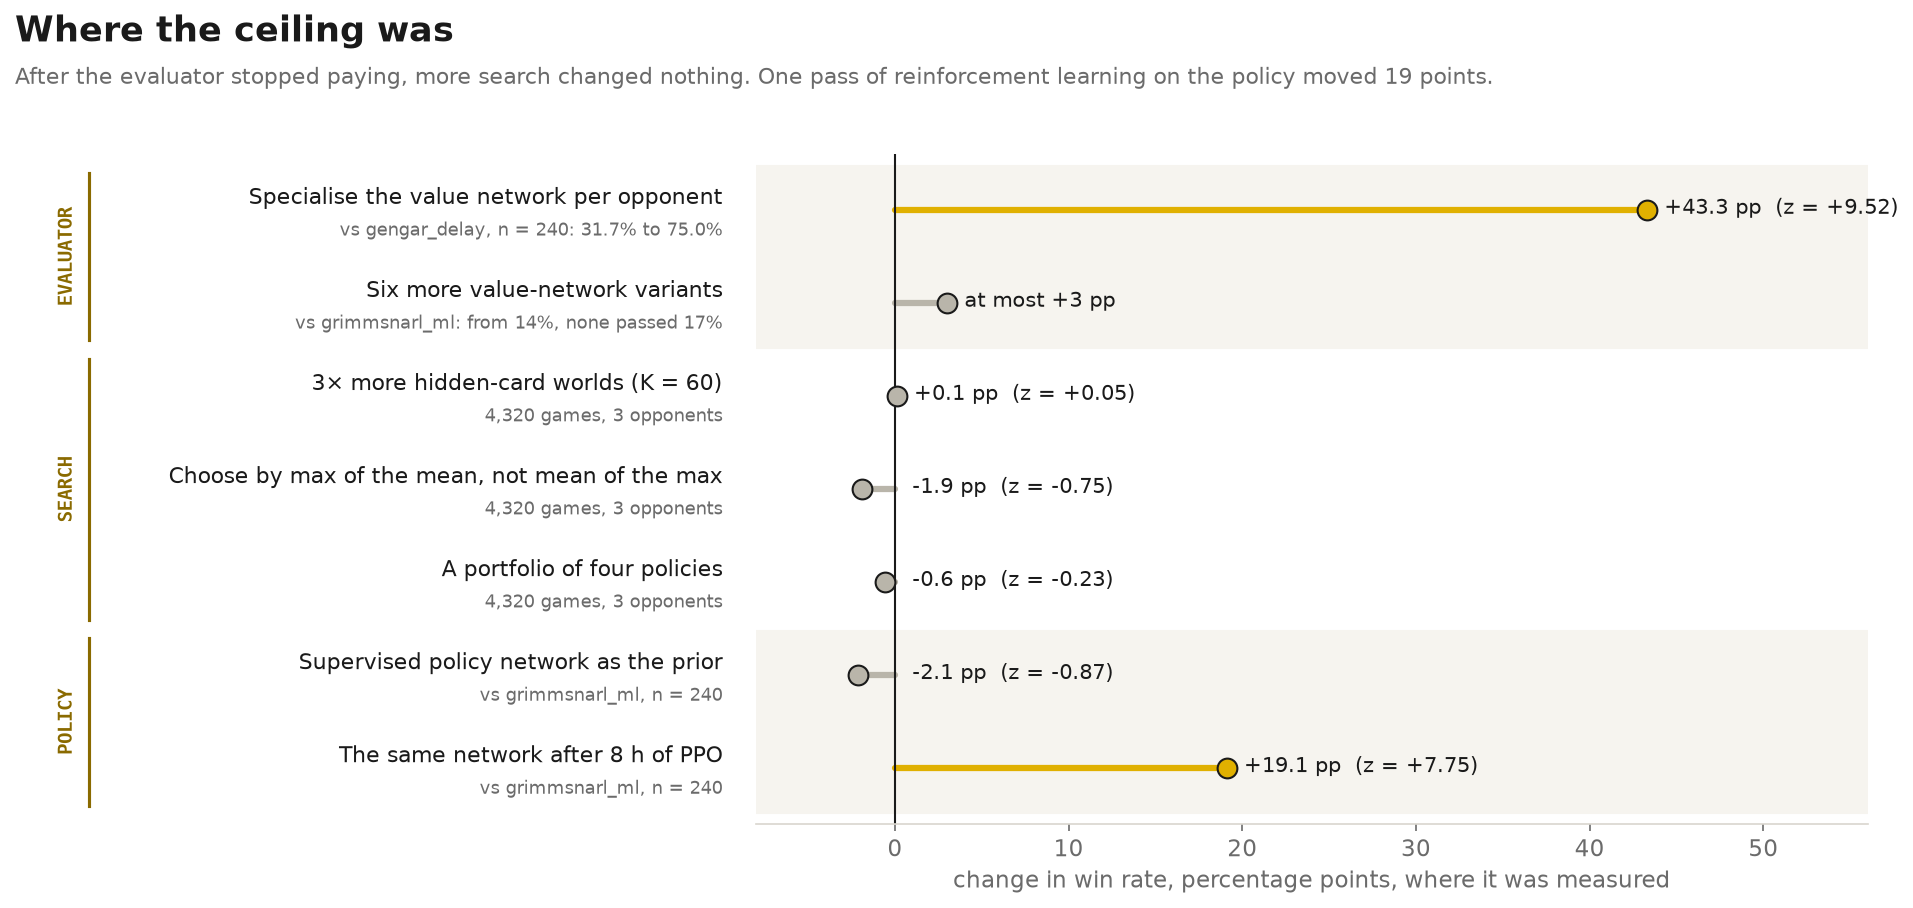 Where the ceiling was
After the evaluator stopped paying, more search changed nothing. One pass of reinforcement learning on the policy moved 19 points.
EVALUATOR
Specialise the value network per opponent
vs gengar_delay, n = 240: 31.7% to 75.0%
+43.3 pp (z = +9.52)
Six more value-network variants
vs grimmsnarl_ml: from 14%, none passed 17%
at most +3 pp
SEARCH
3× more hidden-card worlds (K = 60)
4,320 games, 3 opponents
+0.1 pp (z = +0.05)
Choose by max of the mean, not mean of the max
4,320 games, 3 opponents
-1.9 pp (z = -0.75)
A portfolio of four policies
4,320 games, 3 opponents
-0.6 pp (z = -0.23)
POLICY
Supervised policy network as the prior
vs grimmsnarl_ml, n = 240
-2.1 pp (z = -0.87)
The same network after 8 h of PPO
vs grimmsnarl_ml, n = 240
+19.1 pp (z = +7.75)
0 10 20 30 40 50
change in win rate, percentage points, where it was measured